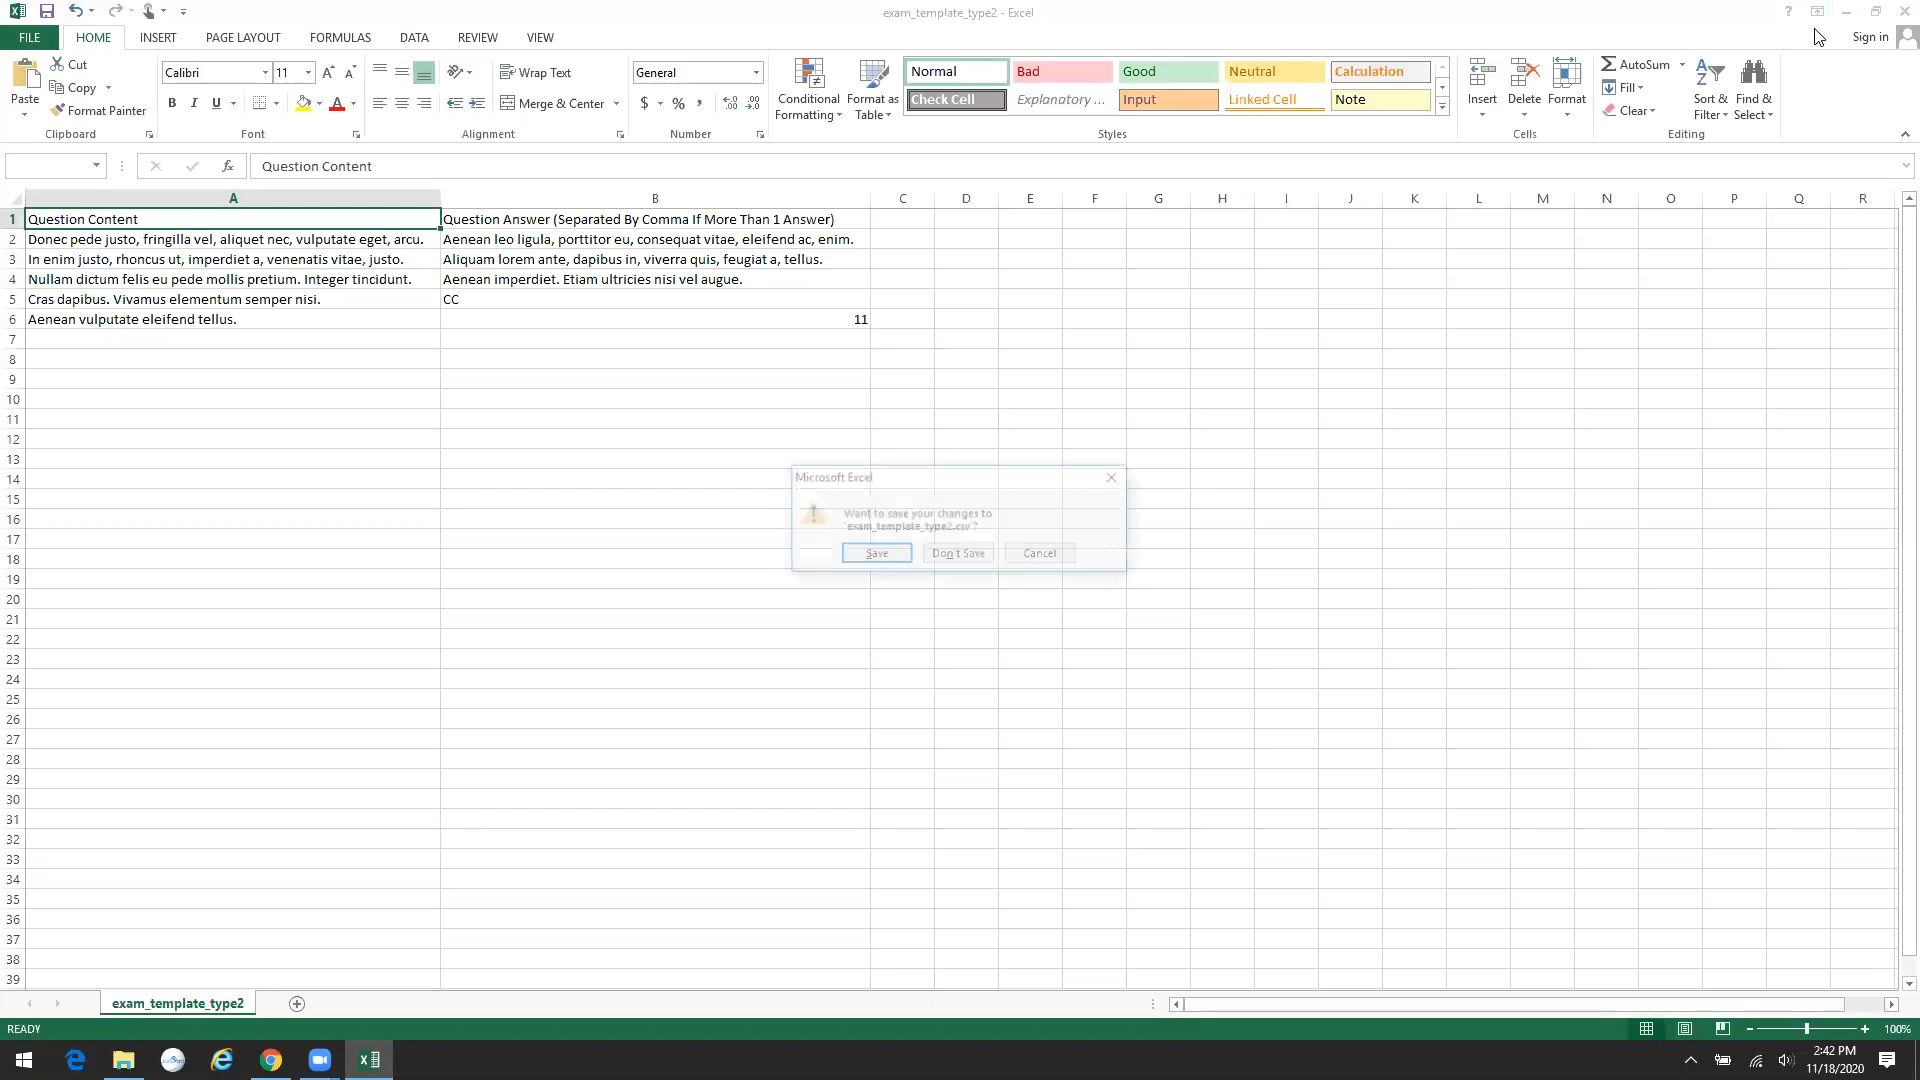 exam_template_type2 - Excel
?
FILE HOME INSERT PAGE LAYOUT FORMULAS DATA REVIEW VIEW Sign in
Paste
Cut
Copy
Format Painter
Calibri 11
B I U
Wrap Text
Merge & Center
General
$ %
Conditional Formatting
Format as Table
Normal Bad Good Neutral Calculation
Check Cell Explanatory ... Input Linked Cell Note
Insert Delete Format
AutoSum
Fill
Clear
Sort & Filter
Find & Select
Clipboard Font Alignment Number Styles Cells Editing
fx Question Content
A B C D E F G H I J K L M N O P Q R
1 Question Content Question Answer (Separated By Comma If More Than 1 Answer)
2 Donec pede justo, fringilla vel, aliquet nec, vulputate eget, arcu. Aenean leo ligula, porttitor eu, consequat vitae, eleifend ac, enim.
3 In enim justo, rhoncus ut, imperdiet a, venenatis vitae, justo. Aliquam lorem ante, dapibus in, viverra quis, feugiat a, tellus.
4 Nullam dictum felis eu pede mollis pretium. Integer tincidunt. Aenean imperdiet. Etiam ultricies nisi vel augue.
5 Cras dapibus. Vivamus elementum semper nisi. CC
6 Aenean vulputate eleifend tellus. 11
7
8
9
10
11
12
13
14
15
16
17
18
19
20
21
22
23
24
25
26
27
28
29
30
31
32
33
34
35
36
37
38
39
Microsoft Excel
Want to save your changes to
'exam_template_type2.csv'?
Save Don't Save Cancel
exam_template_type2
READY 100%
2:42 PM
11/18/2020